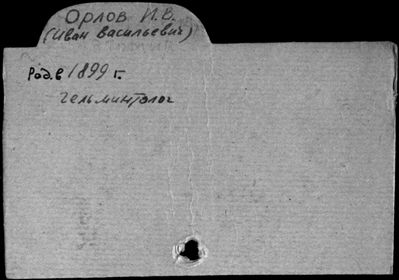 Орлов И.В.
(Иван Васильевич)
Род.в 1899 г.
гельминтолог